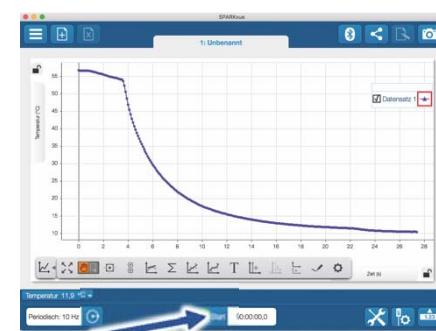 SPARKvue
1: Unbenannt
Temperatur (°C)
55
50
45
40
35
30
25
20
15
10
Datensatz 1
0 2 4 6 8 10 12 14 16 18 20 22 24 26 28
Zeit (s)
Temperatur 11,9 °C
Periodisch: 10 Hz
Start
00:00:00,0